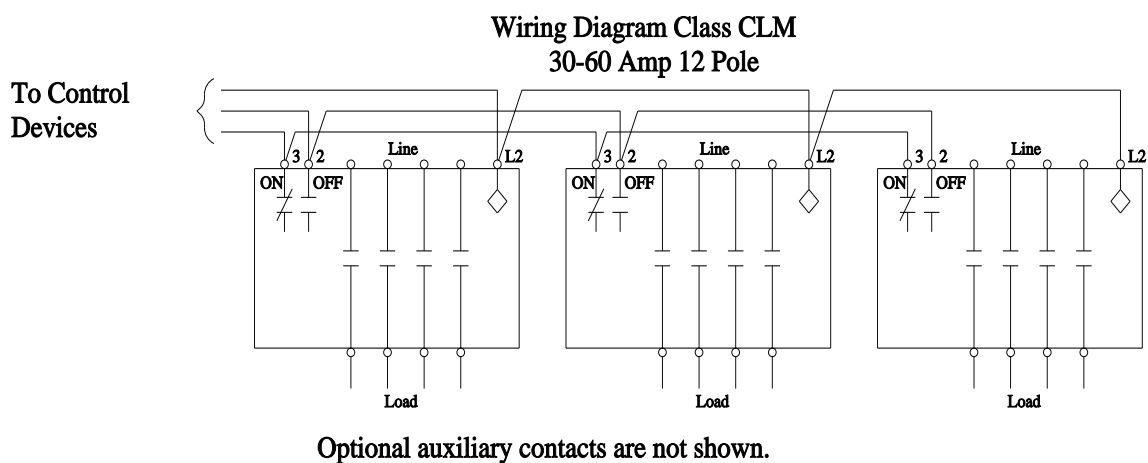 Wiring Diagram Class CLM
30-60 Amp 12 Pole
To Control
Devices
3 2 Line L2
ON OFF
3 2 Line L2
ON OFF
3 2 Line L2
ON OFF
Load
Load
Load
Optional auxiliary contacts are not shown.